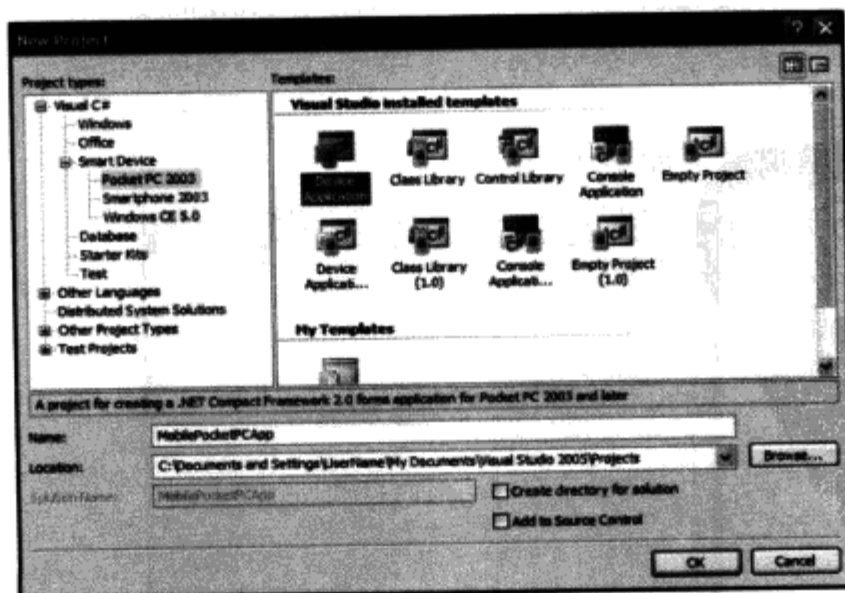 New Project
Project types:
Templates:
Visual C#
Windows
Office
Smart Device
Pocket PC 2003
Smartphone 2003
Windows CE 5.0
Database
Starter Kits
Test
Other Languages
Distributed System Solutions
Other Project Types
Test Projects
Visual Studio installed templates
Device Application
Class Library
Control Library
Console Application
Empty Project
Device Applicati...
Class Library (1.0)
Console Applicati...
Empty Project (1.0)
My Templates
A project for creating a .NET Compact Framework 2.0 forms application for Pocket PC 2003 and later
Name:
MobilePocketPCApp
Location:
C:\Documents and Settings\UserName\My Documents\Visual Studio 2005\Projects
Browse...
Solution Name:
MobilePocketPCApp
Create directory for solution
Add to Source Control
OK
Cancel